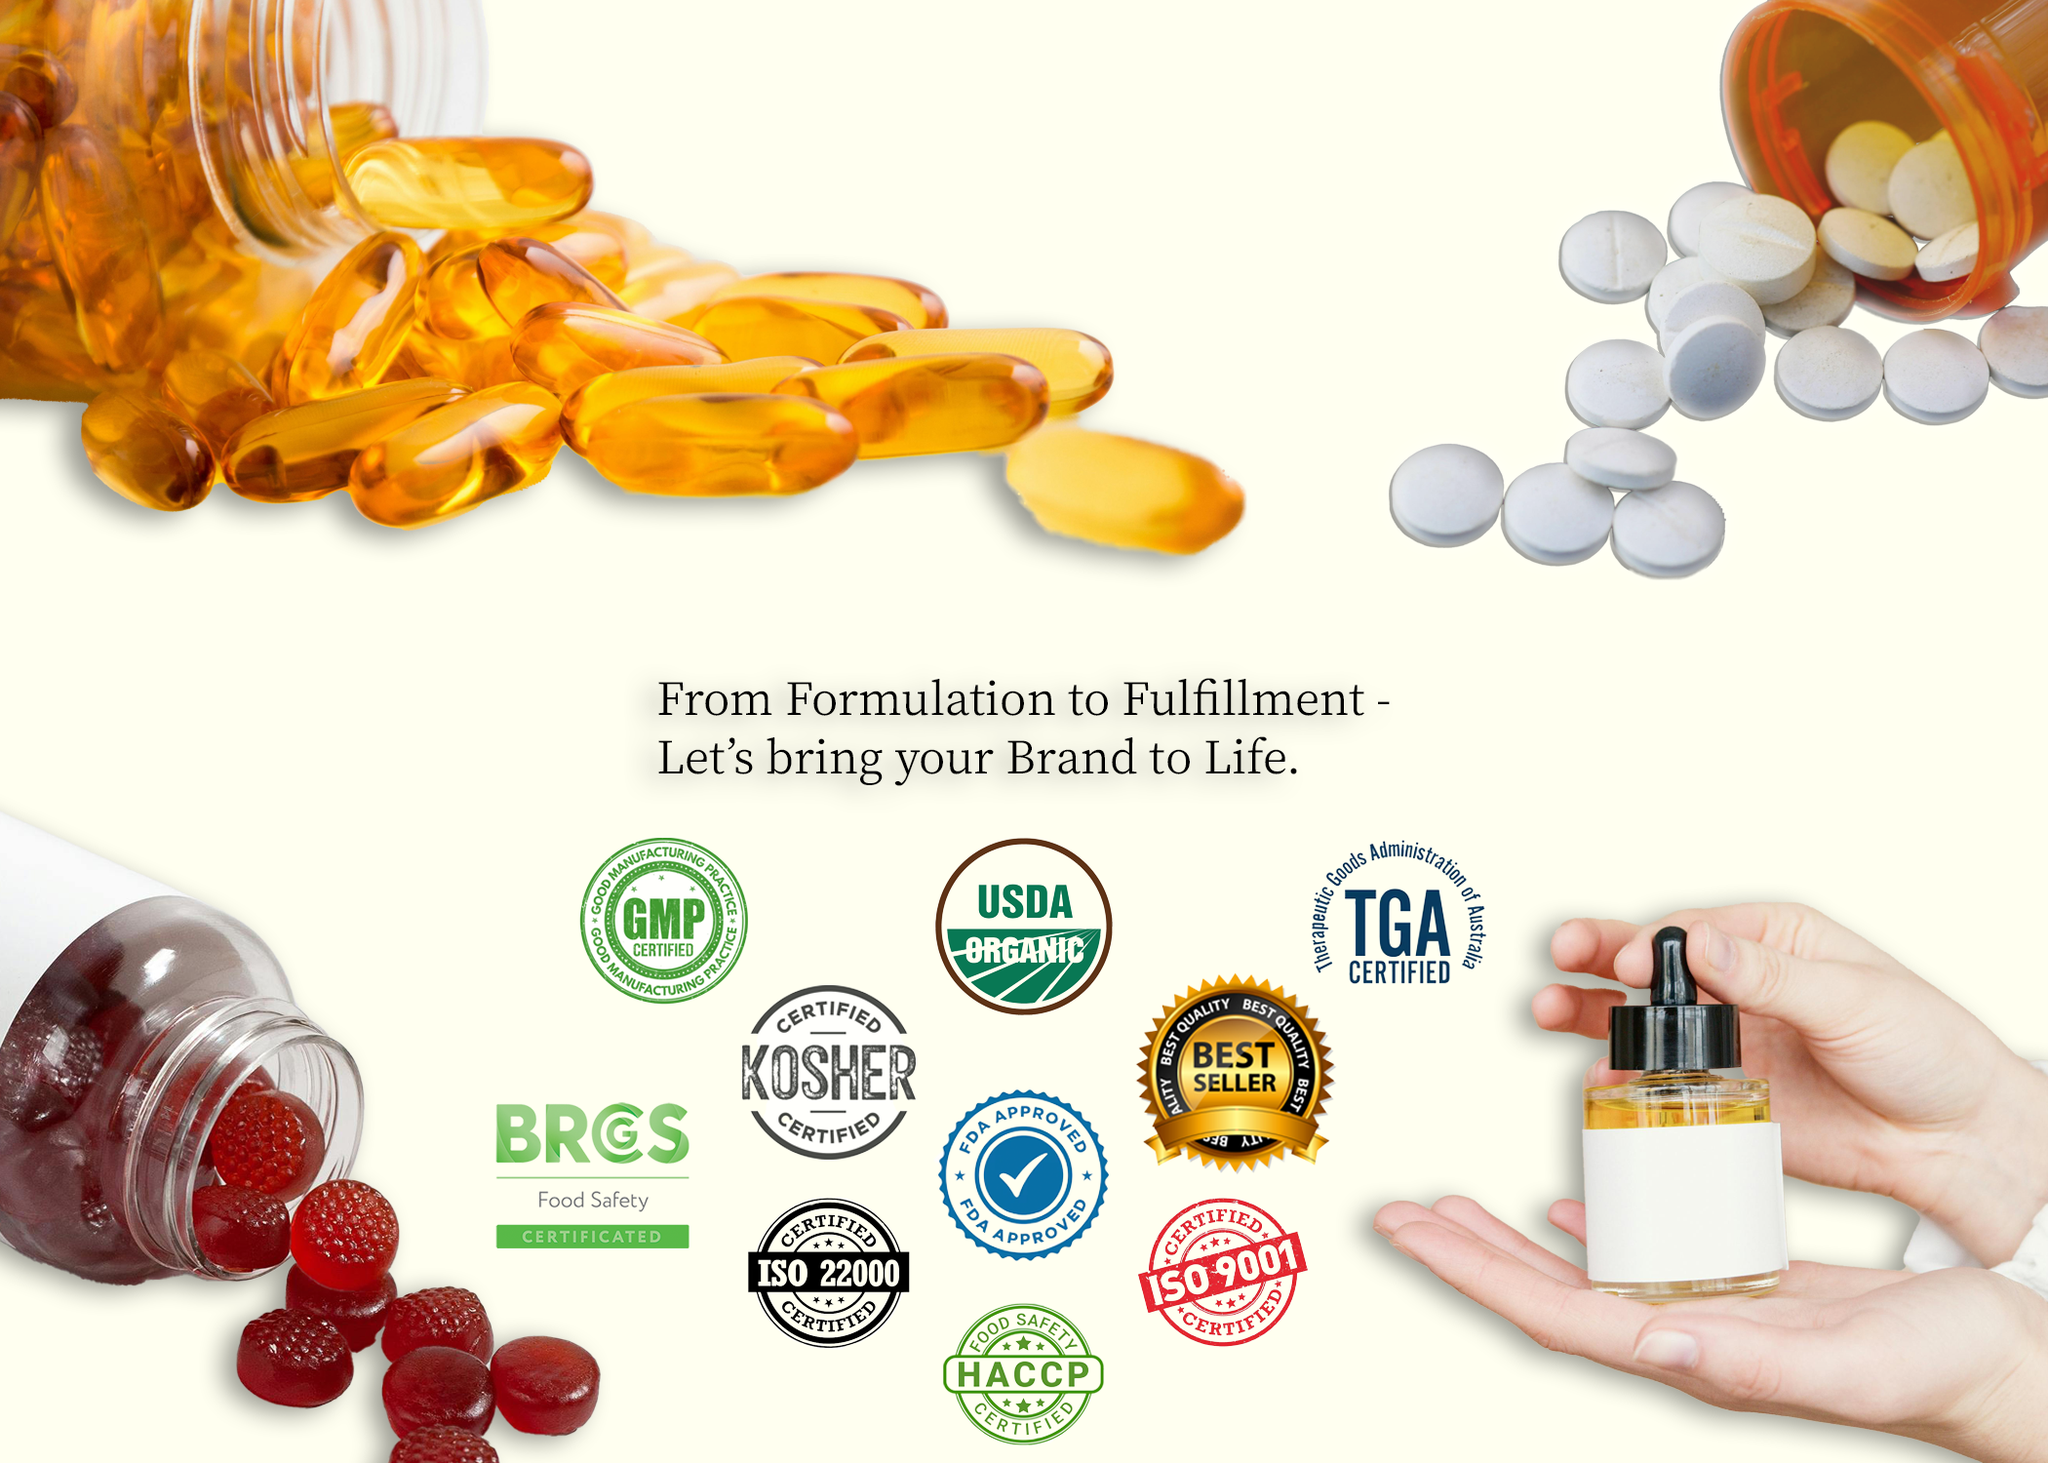 From Formulation to Fulfillment -
Let's bring your Brand to Life.
GOOD MANUFACTURING PRACTICE
GMP
CERTIFIED
GOOD MANUFACTURING PRACTICE
USDA
ORGANIC
Therapeutic Goods Administration of Australia
TGA
CERTIFIED
CERTIFIED
KOSHER
CERTIFIED
BEST QUALITY BEST QUALITY BEST
BEST
SELLER
BRCGS
Food Safety
CERTIFICATED
FDA APPROVED
FDA APPROVED
CERTIFIED
ISO 22000
CERTIFIED
CERTIFIED
ISO 9001
CERTIFIED
FOOD SAFETY
HACCP
CERTIFIED